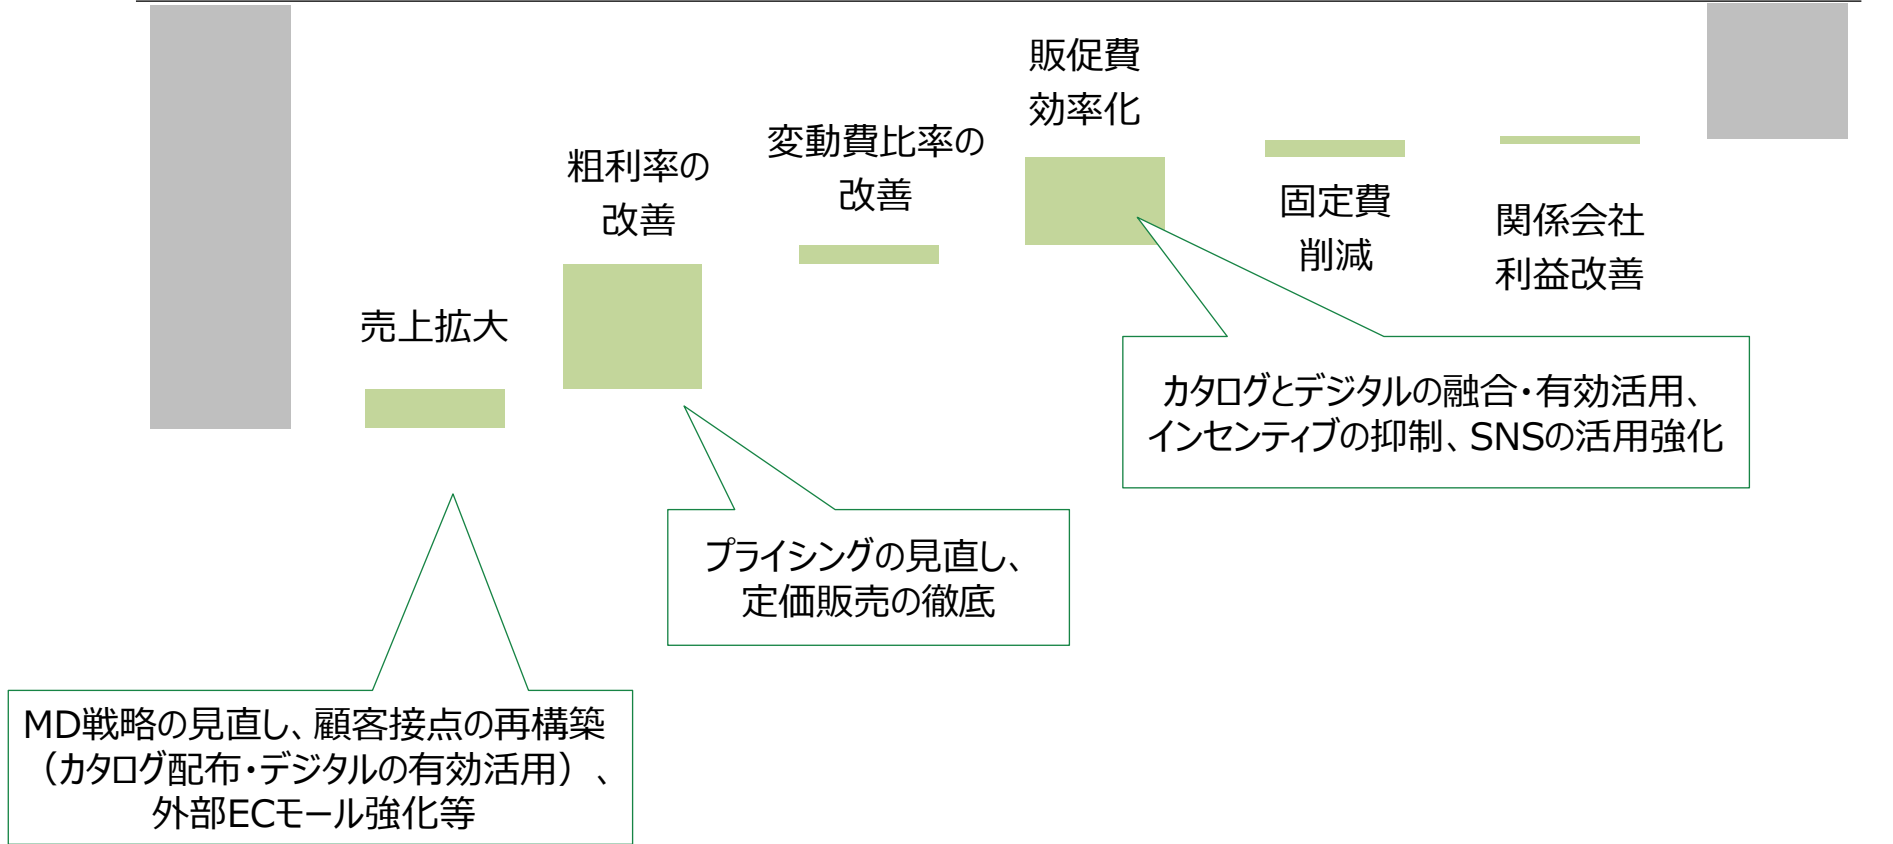 売上拡大
粗利率の
改善
変動費比率の
改善
販促費
効率化
固定費
削減
関係会社
利益改善
MD戦略の見直し、顧客接点の再構築
（カタログ配布・デジタルの有効活用）、
外部ECモール強化等
プライシングの見直し、
定価販売の徹底
カタログとデジタルの融合・有効活用、
インセンティブの抑制、SNSの活用強化